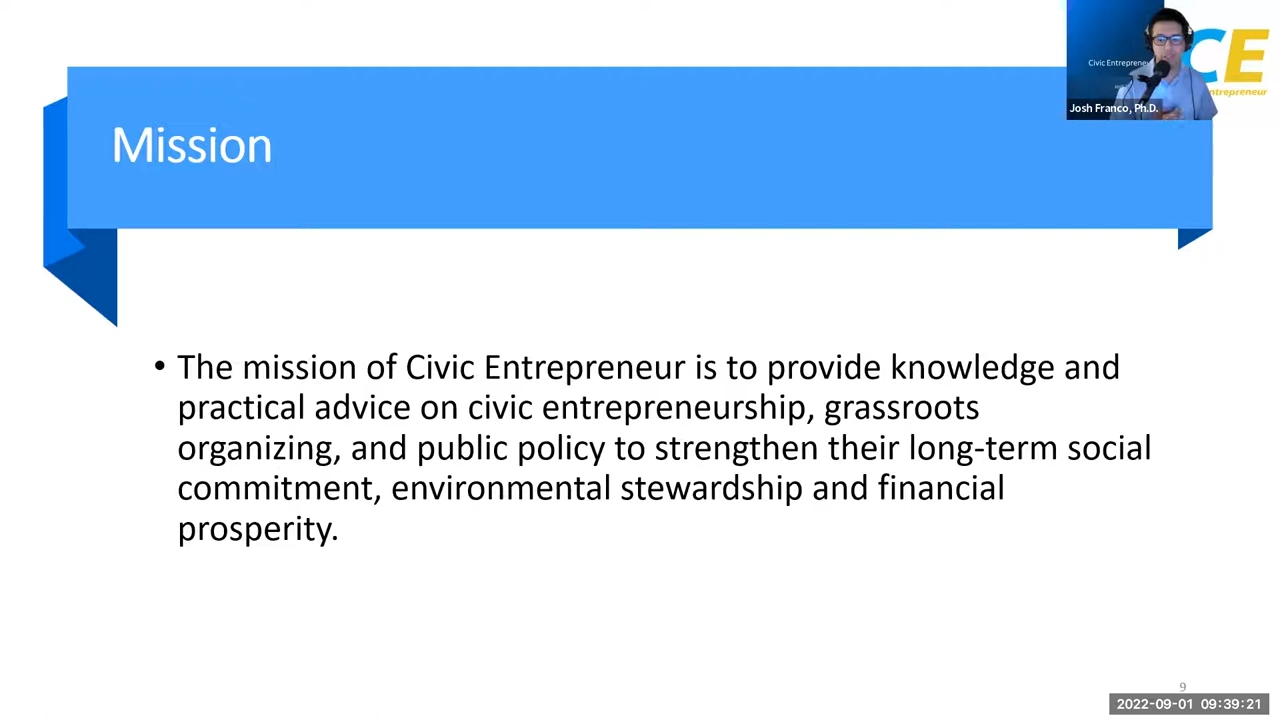 CE
entrepreneur
Civic Entrepreneu
Josh Franco, Ph.D.
Mission
• The mission of Civic Entrepreneur is to provide knowledge and
practical advice on civic entrepreneurship, grassroots
organizing, and public policy to strengthen their long-term social
commitment, environmental stewardship and financial
prosperity.
9
2022-09-01 09:39:21